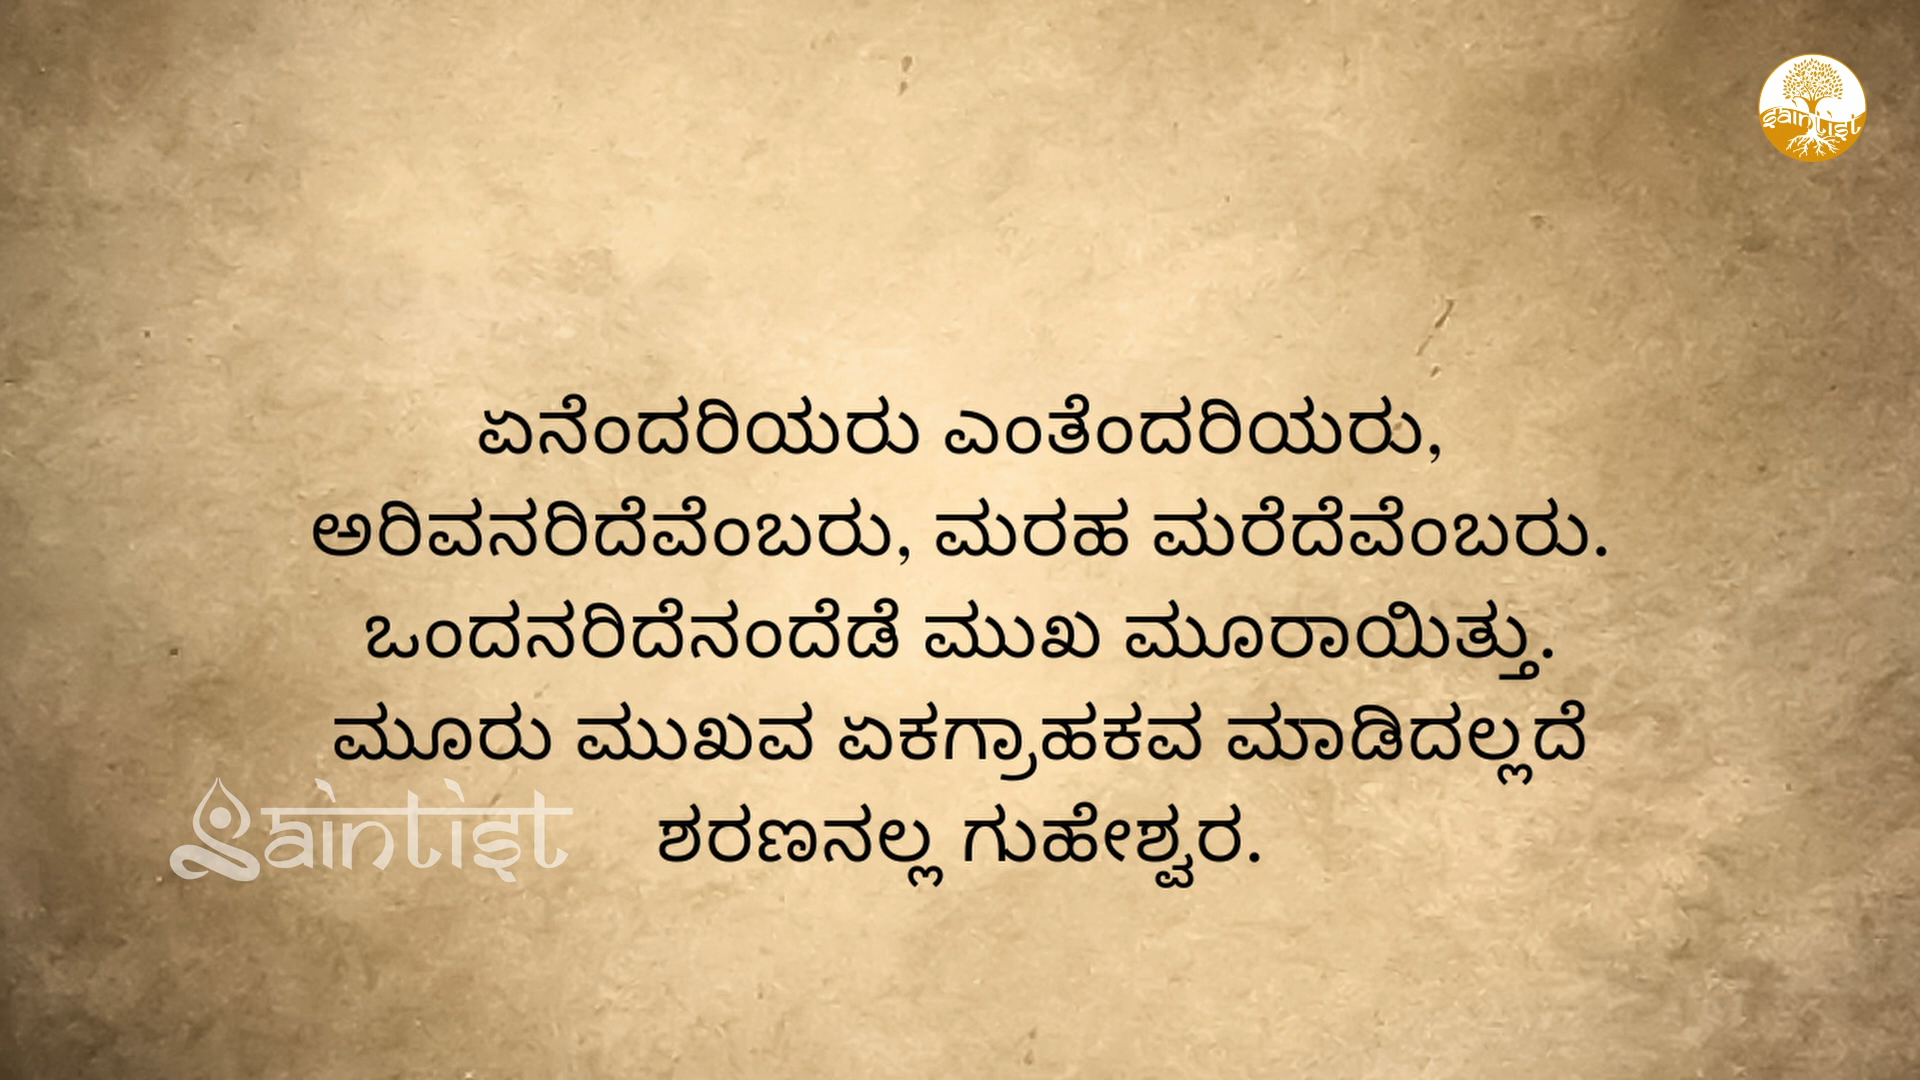 saintist
ಏನೆಂದರಿಯರು ಎಂತೆಂದರಿಯರು,
ಅರಿವನರಿದೆವೆಂಬರು, ಮರಹ ಮರೆದೆವೆಂಬರು.
ಒಂದನರಿದೆನಂದೆಡೆ ಮುಖ ಮೂರಾಯಿತ್ತು.
ಮೂರು ಮುಖವ ಏಕಗ್ರಾಹಕವ ಮಾಡಿದಲ್ಲದೆ
ಶರಣನಲ್ಲ ಗುಹೇಶ್ವರ.
saintist